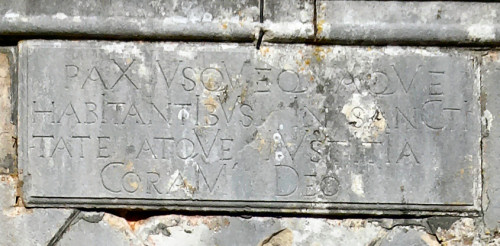 PAX VSQVEQVAQVE
HABITANTIBVS IN SANCTI
TATE ATQVE IVSTITIA
CORAM DEO